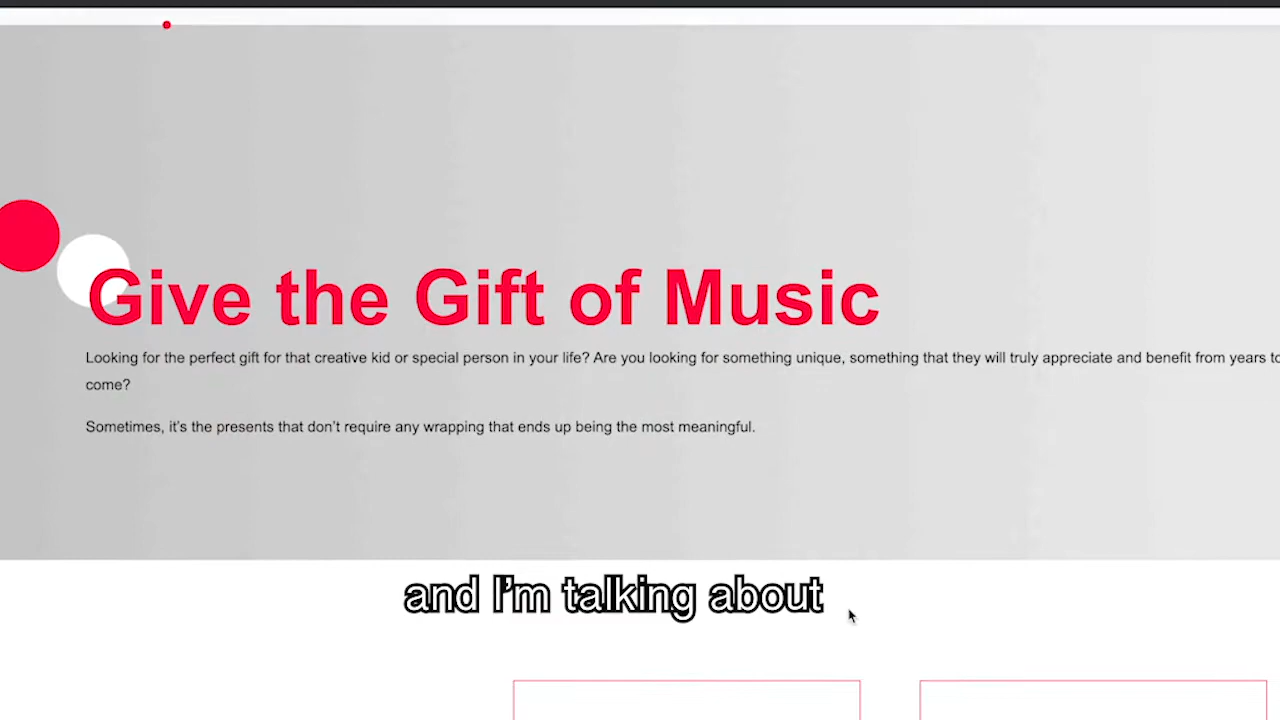 Give the Gift of Music
Looking for the perfect gift for that creative kid or special person in your life? Are you looking for something unique, something that they will truly appreciate and benefit from years to
come?
Sometimes, it’s the presents that don’t require any wrapping that ends up being the most meaningful.
and I'm talking about